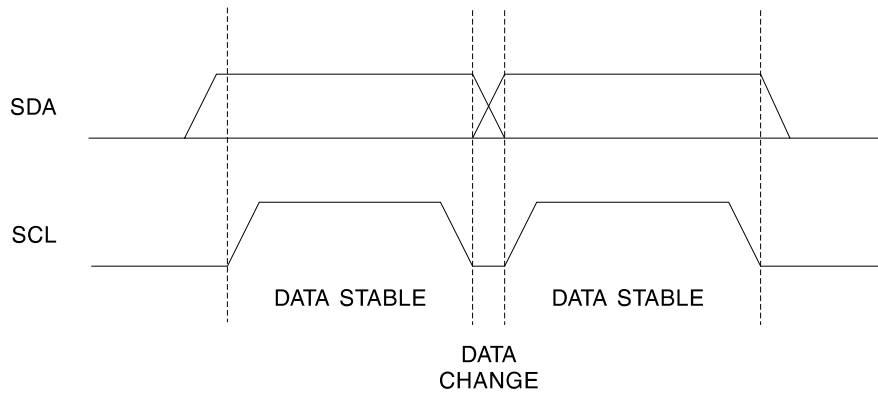 SDA
SCL
DATA STABLE
DATA STABLE
DATA
CHANGE